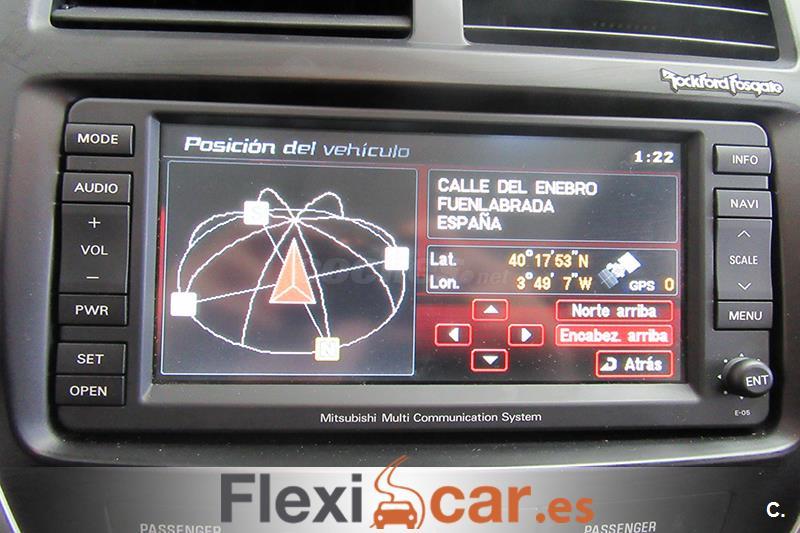 Rockford Fosgate
MODE
AUDIO
+
VOL
−
PWR
SET
OPEN
Posición del vehículo
1:22
S
N
CALLE DEL ENEBRO
FUENLABRADA
ESPAÑA
Lat. 40°17'53"N
Lon. 3°49' 7"W
GPS 0
Norte arriba
Encabez. arriba
Atrás
INFO
NAVI
SCALE
MENU
ENT
E-05
Mitsubishi Multi Communication System
Flexicar.es
PASSENGER
PASSENGER
C.